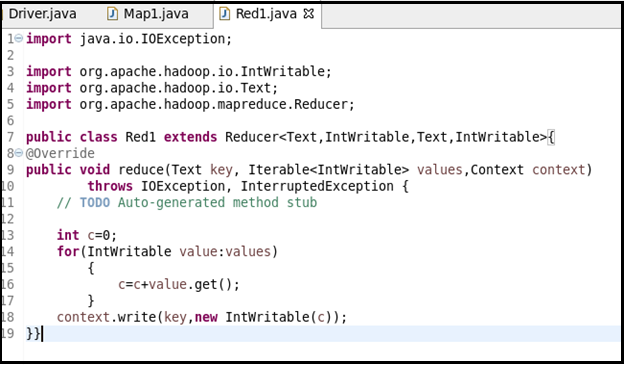 Driver.java Map1.java Red1.java
1 import java.io.IOException;
2
3 import org.apache.hadoop.io.IntWritable;
4 import org.apache.hadoop.io.Text;
5 import org.apache.hadoop.mapreduce.Reducer;
6
7 public class Red1 extends Reducer<Text,IntWritable,Text,IntWritable>{
8 @Override
9 public void reduce(Text key, Iterable<IntWritable> values,Context context)
10         throws IOException, InterruptedException {
11     // TODO Auto-generated method stub
12
13     int c=0;
14     for(IntWritable value:values)
15         {
16             c=c+value.get();
17         }
18     context.write(key,new IntWritable(c));
19 }}